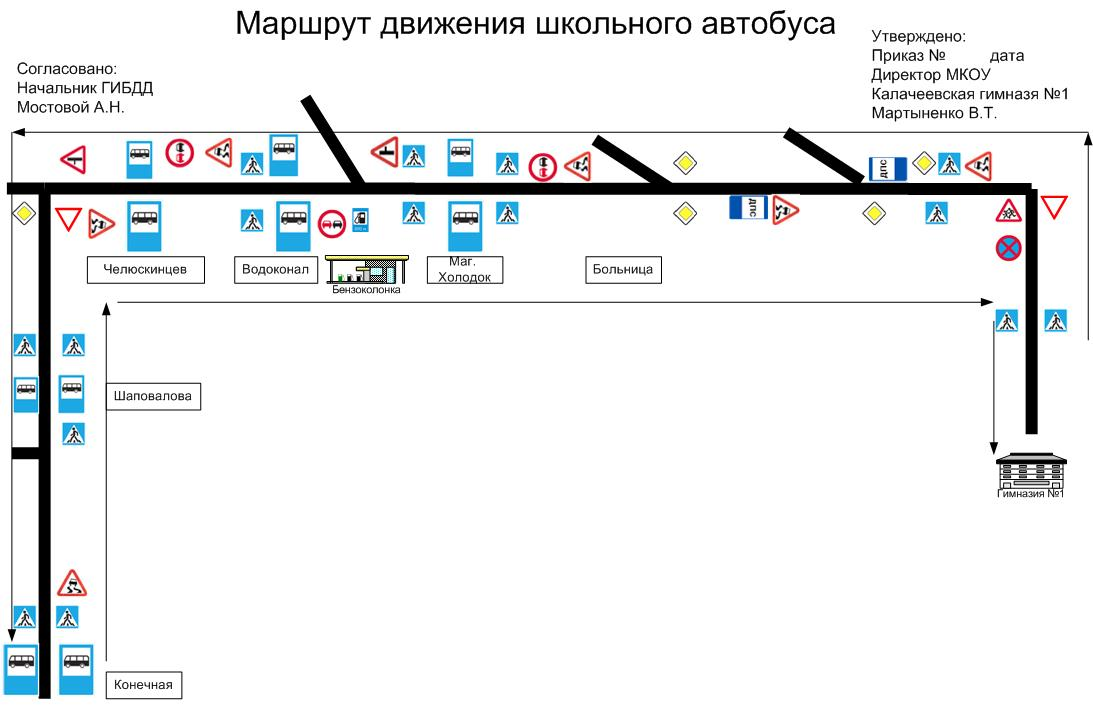 Маршрут движения школьного автобуса
Утверждено:
Приказ № дата
Директор МКОУ
Калачеевская гимназя №1
Мартыненко В.Т.
Согласовано:
Начальник ГИБДД
Мостовой А.Н.
ДПС
ДПС
Челюскинцев
Водоконал
Бензоколонка
Маг.
Холодок
Больница
Шаповалова
Гимназия №1
Конечная